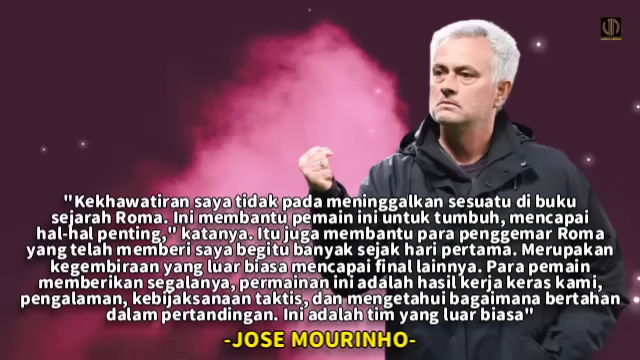 "Kekhawatiran saya tidak pada meninggalkan sesuatu di buku
sejarah Roma. Ini membantu pemain ini untuk tumbuh, mencapai
hal-hal penting," katanya. Itu juga membantu para penggemar Roma
yang telah memberi saya begitu banyak sejak hari pertama. Merupakan
kegembiraan yang luar biasa mencapai final lainnya. Para pemain
memberikan segalanya, permainan ini adalah hasil kerja keras kami,
pengalaman, kebijaksanaan taktis, dan mengetahui bagaimana bertahan
dalam pertandingan. Ini adalah tim yang luar biasa"
-JOSE MOURINHO-